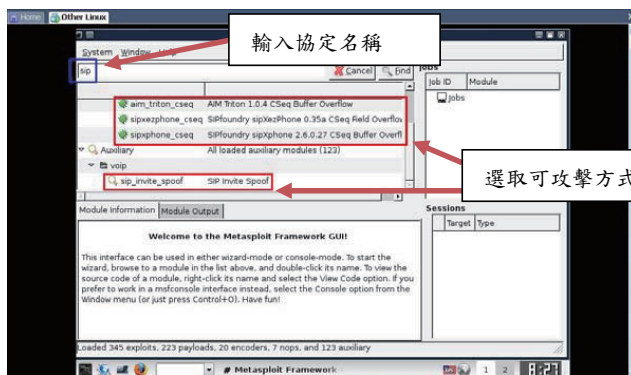 Home
Other Linux
輸入協定名稱
System Window
sip
Cancel
Find
Jobs
Job ID Module
Jobs
aim_triton_cseq AIM Triton 1.0.4 CSeq Buffer Overflow
sipxezphone_cseq SIPfoundry sipXezPhone 0.35a CSeq Field Overflow
sipxphone_cseq SIPfoundry sipXphone 2.6.0.27 CSeq Buffer Overfl
Auxiliary All loaded auxiliary modules (123)
voip
sip_invite_spoof SIP Invite Spoof
選取可攻擊方式
Module Information Module Output
Sessions
Target Type
Welcome to the Metasploit Framework GUI!
This interface can be used in either wizard-mode or console-mode. To start the
wizard, browse to a module in the list above, and double-click its name. To view the
source code of a module, right-click its name and select the View Code option. If you
prefer to work in a msfconsole interface instead, select the Console option from the
Window menu (or just press Control+O). Have fun!
Loaded 345 exploits, 223 payloads, 20 encoders, 7 nops, and 123 auxiliary
# Metasploit Framework
1 2